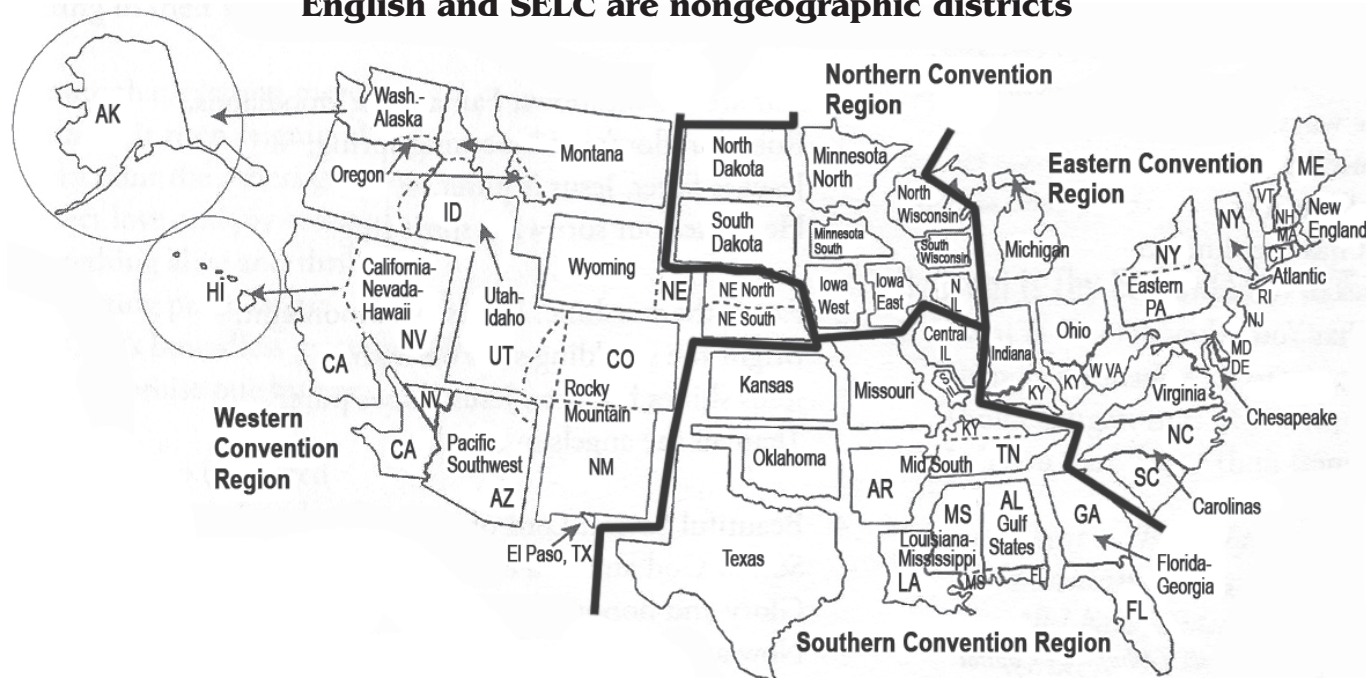 English and SELC are nongeographic districts
Northern Convention
Region
Eastern Convention
Region
Western
Convention
Region
Southern Convention Region
AK
Wash.-
Alaska
Oregon
Montana
ID
HI
California-
Nevada-
Hawaii
NV
CA
NV
CA
Utah-
Idaho
UT
Wyoming
NE
CO
Rocky
Mountain
Pacific
Southwest
AZ
NM
El Paso, TX
North
Dakota
South
Dakota
NE North
NE South
Minnesota
North
Minnesota
South
Iowa
West
Iowa
East
North
Wisconsin
South
Wisconsin
N
IL
Central
IL
SI
Kansas
Missouri
Oklahoma
Texas
AR
Mid South
KY
TN
MS
Louisiana-
Mississippi
LA
MS
AL
Gulf
States
FL
GA
Florida-
Georgia
FL
Michigan
Indiana
Ohio
KY
KY
W VA
Virginia
NC
SC
Carolinas
Chesapeake
MD
DE
NJ
NY
Eastern
PA
NY
VT
NH
MA
CT
RI
ME
New
England
Atlantic